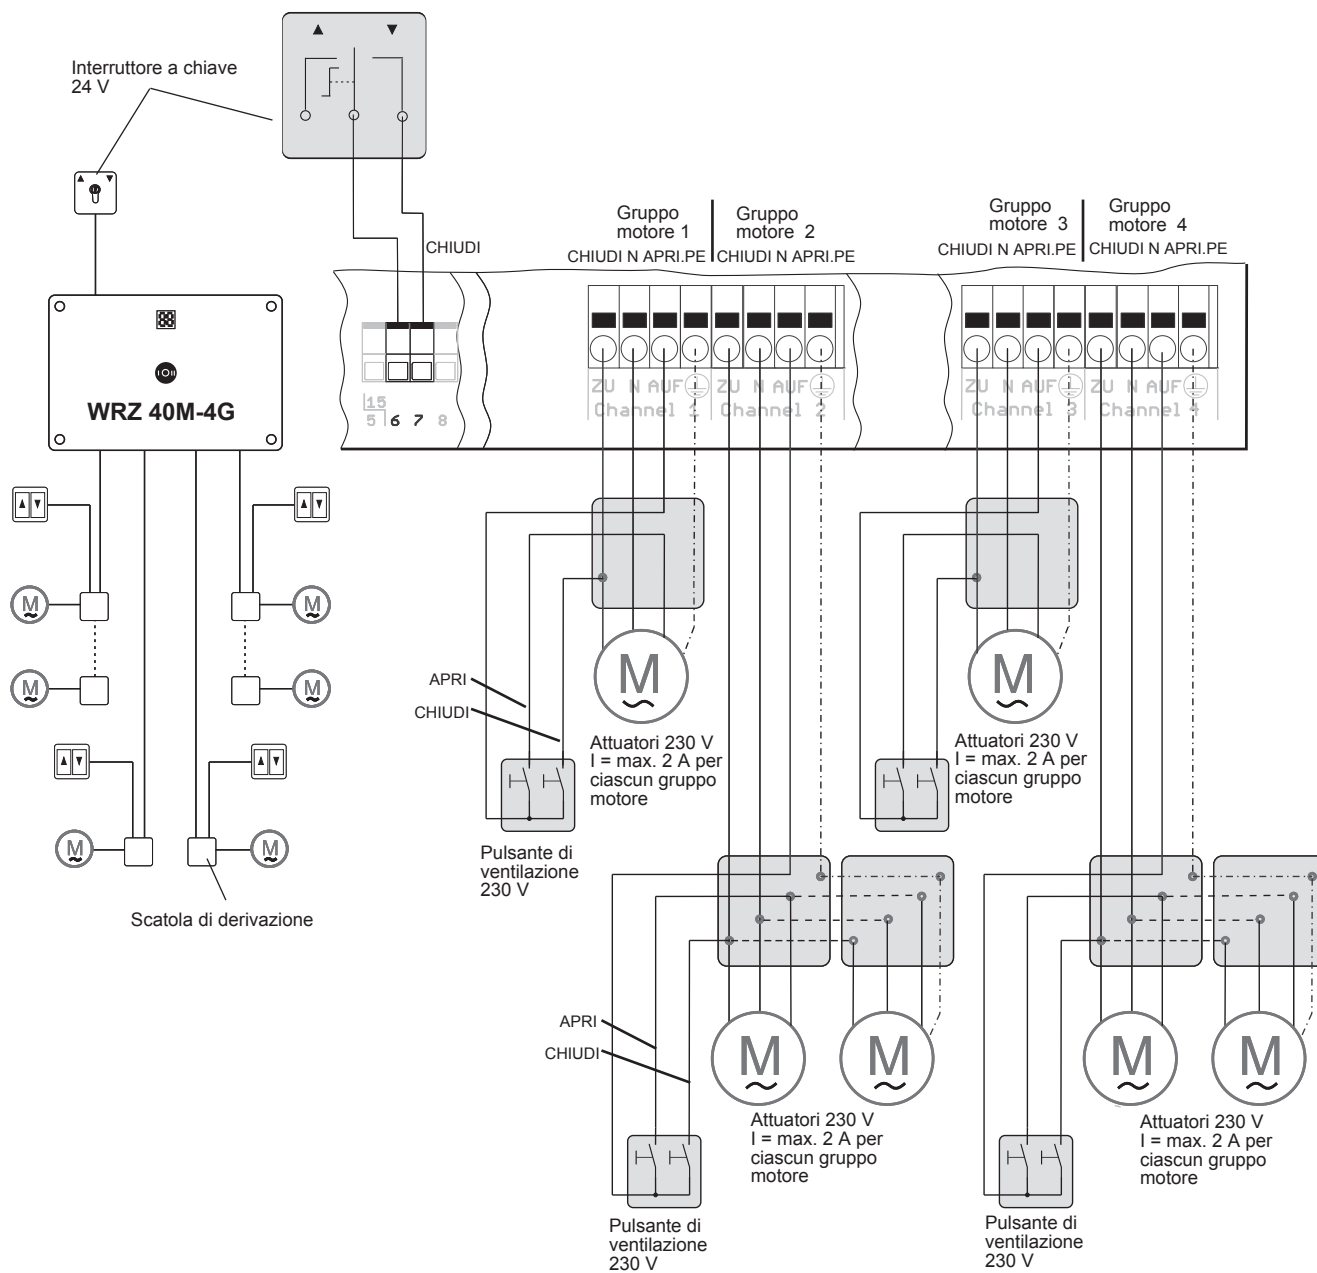 Interruttore a chiave
24 V
CHIUDI
Gruppo
motore 1
CHIUDI N APRI.PE
Gruppo
motore 2
CHIUDI N APRI.PE
Gruppo
motore 3
CHIUDI N APRI.PE
Gruppo
motore 4
CHIUDI N APRI.PE
WRZ 40M-4G
15
5 6 7 8
ZU N AUF
Channel 1
ZU N AUF
Channel 2
ZU N AUF
Channel 3
ZU N AUF
Channel 4
M
M
M
M
M
M
Scatola di derivazione
APRI
CHIUDI
M
Attuatori 230 V
I = max. 2 A per
ciascun gruppo
motore
Pulsante di
ventilazione
230 V
M
Attuatori 230 V
I = max. 2 A per
ciascun gruppo
motore
APRI
CHIUDI
M
M
Attuatori 230 V
I = max. 2 A per
ciascun gruppo
motore
Pulsante di
ventilazione
230 V
M
M
Attuatori 230 V
I = max. 2 A per
ciascun gruppo
motore
Pulsante di
ventilazione
230 V